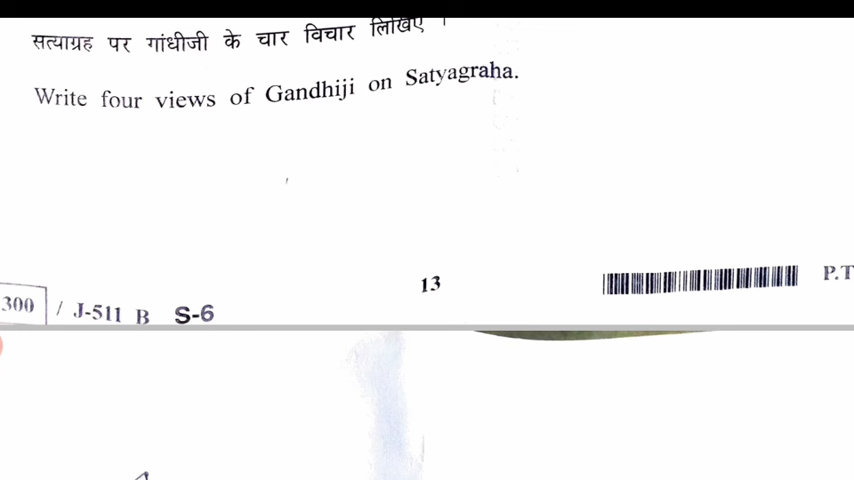 सत्याग्रह पर गांधीजी के चार विचार लिखिए ।
Write four views of Gandhiji on Satyagraha.
13
P.T
300 / J-511 B S-6